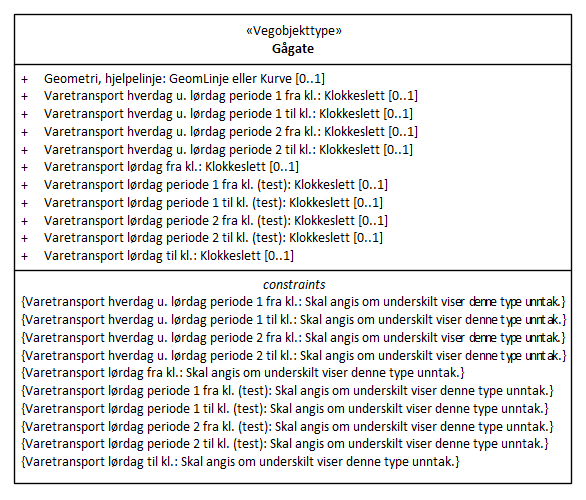 «Vegobjekttype»
Gågate
+ Geometri, hjelpelinje: GeomLinje eller Kurve [0..1]
+ Varetransport hverdag u. lørdag periode 1 fra kl.: Klokkeslett [0..1]
+ Varetransport hverdag u. lørdag periode 1 til kl.: Klokkeslett [0..1]
+ Varetransport hverdag u. lørdag periode 2 fra kl.: Klokkeslett [0..1]
+ Varetransport hverdag u. lørdag periode 2 til kl.: Klokkeslett [0..1]
+ Varetransport lørdag fra kl.: Klokkeslett [0..1]
+ Varetransport lørdag periode 1 fra kl. (test): Klokkeslett [0..1]
+ Varetransport lørdag periode 1 til kl. (test): Klokkeslett [0..1]
+ Varetransport lørdag periode 2 fra kl. (test): Klokkeslett [0..1]
+ Varetransport lørdag periode 2 til kl. (test): Klokkeslett [0..1]
+ Varetransport lørdag til kl.: Klokkeslett [0..1]
constraints
{Varetransport hverdag u. lørdag periode 1 fra kl.: Skal angis om underskilt viser denne type unntak.}
{Varetransport hverdag u. lørdag periode 1 til kl.: Skal angis om underskilt viser denne type unntak.}
{Varetransport hverdag u. lørdag periode 2 fra kl.: Skal angis om underskilt viser denne type unntak.}
{Varetransport hverdag u. lørdag periode 2 til kl.: Skal angis om underskilt viser denne type unntak.}
{Varetransport lørdag fra kl.: Skal angis om underskilt viser denne type unntak.}
{Varetransport lørdag periode 1 fra kl. (test): Skal angis om underskilt viser denne type unntak.}
{Varetransport lørdag periode 1 til kl. (test): Skal angis om underskilt viser denne type unntak.}
{Varetransport lørdag periode 2 fra kl. (test): Skal angis om underskilt viser denne type unntak.}
{Varetransport lørdag periode 2 til kl. (test): Skal angis om underskilt viser denne type unntak.}
{Varetransport lørdag til kl.: Skal angis om underskilt viser denne type unntak.}